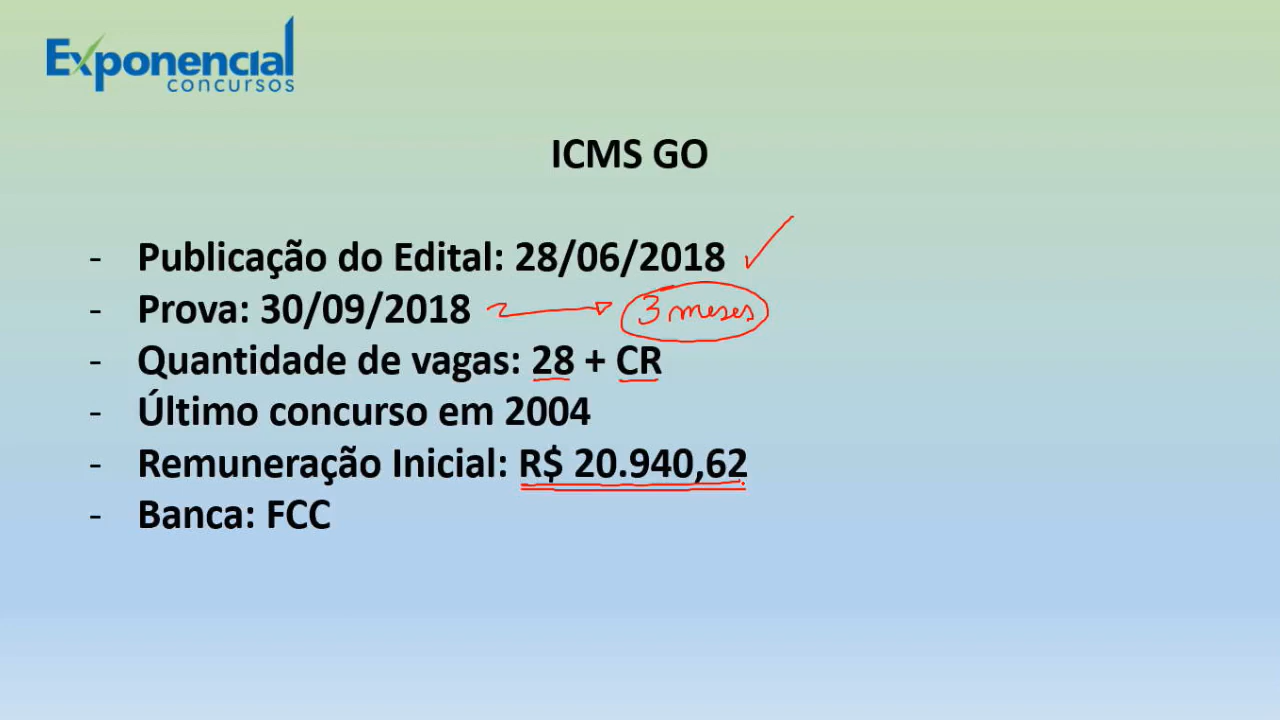 Exponencial
concursos
ICMS GO
- Publicação do Edital: 28/06/2018
- Prova: 30/09/2018 3 meses
- Quantidade de vagas: 28 + CR
- Último concurso em 2004
- Remuneração Inicial: R$ 20.940,62
- Banca: FCC